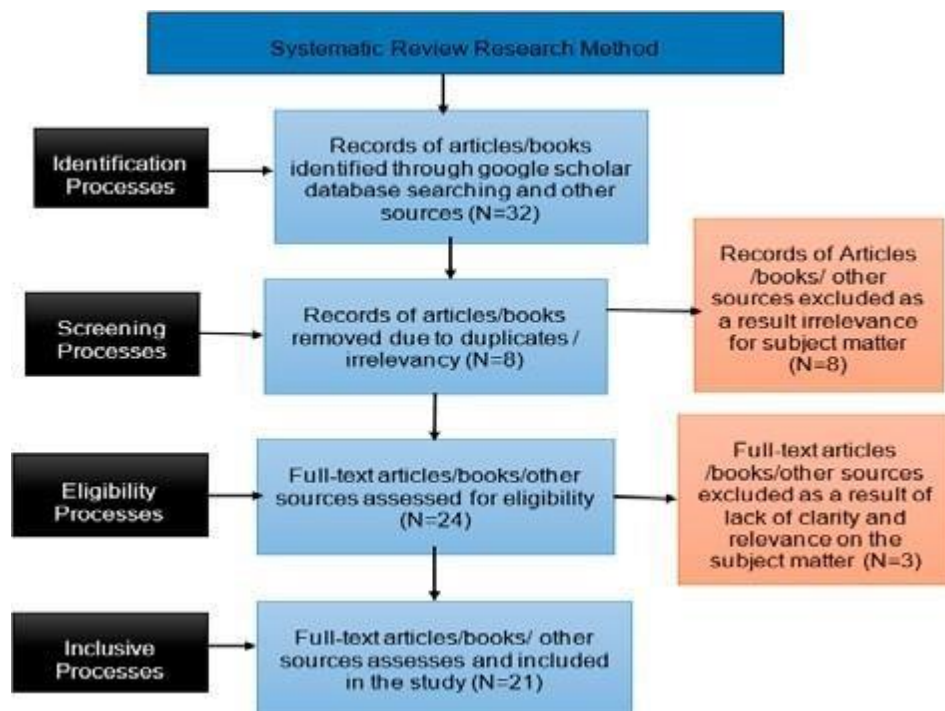 Systematic Review Research Method
Identification
Processes
Records of articles/books
identified through google scholar
database searching and other
sources (N=32)
Screening
Processes
Records of articles/books
removed due to duplicates /
irrelevancy (N=8)
Records of Articles
/books/ other
sources excluded as
a result irrelevance
for subject matter
(N=8)
Eligibility
Processes
Full-text articles/books/other
sources assessed for eligibility
(N=24)
Full-text articles
/books/other sources
excluded as a result of
lack of clarity and
relevance on the
subject matter (N=3)
Inclusive
Processes
Full-text articles/books/ other
sources assesses and included
in the study (N=21)